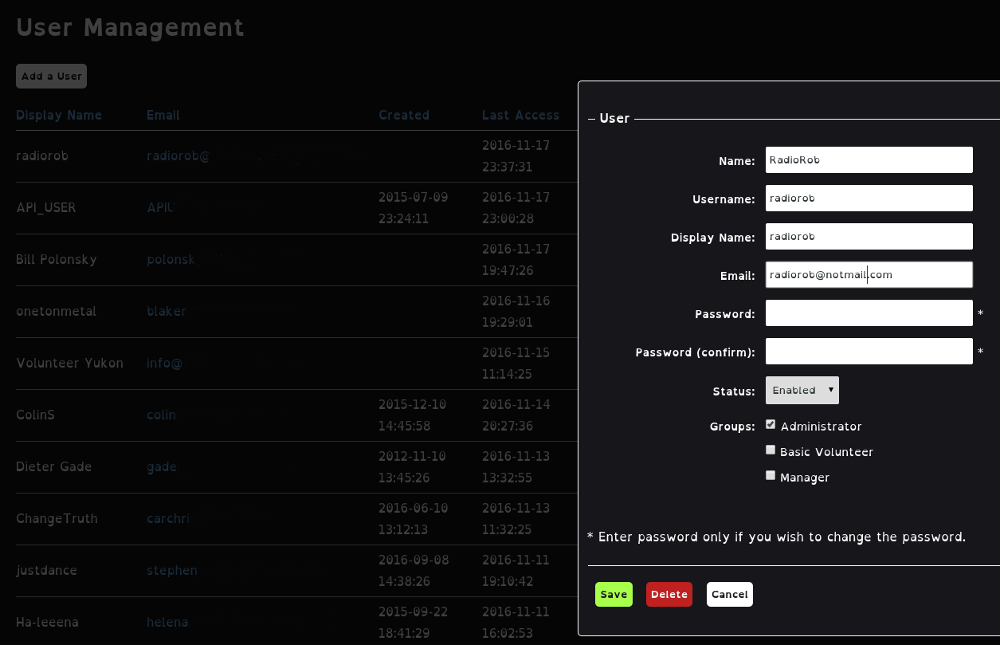 User Management
Add a User
Display Name Email Created Last Access
radiorob radiorob@ 2016-11-17 23:37:31
API_USER APIU 2015-07-09 23:24:11 2016-11-17 23:00:28
Bill Polonsky polonsk 2016-11-17 19:47:26
onetonmetal blaker 2016-11-16 19:29:01
Volunteer Yukon info@ 2016-11-15 11:14:25
ColinS colin 2015-12-10 14:45:58 2016-11-14 20:27:36
Dieter Gade gade 2012-11-10 13:45:26 2016-11-13 13:32:55
ChangeTruth carchri 2016-06-10 13:12:13 2016-11-13 11:32:25
justdance stephen 2016-09-08 14:38:26 2016-11-11 19:10:42
Ha-leeena helena 2015-09-22 18:41:29 2016-11-11 16:02:53
User
Name: RadioRob
Username: radiorob
Display Name: radiorob
Email: radiorob@notmail.com
Password: *
Password (confirm): *
Status: Enabled
Groups: Administrator
Basic Volunteer
Manager
* Enter password only if you wish to change the password.
Save Delete Cancel